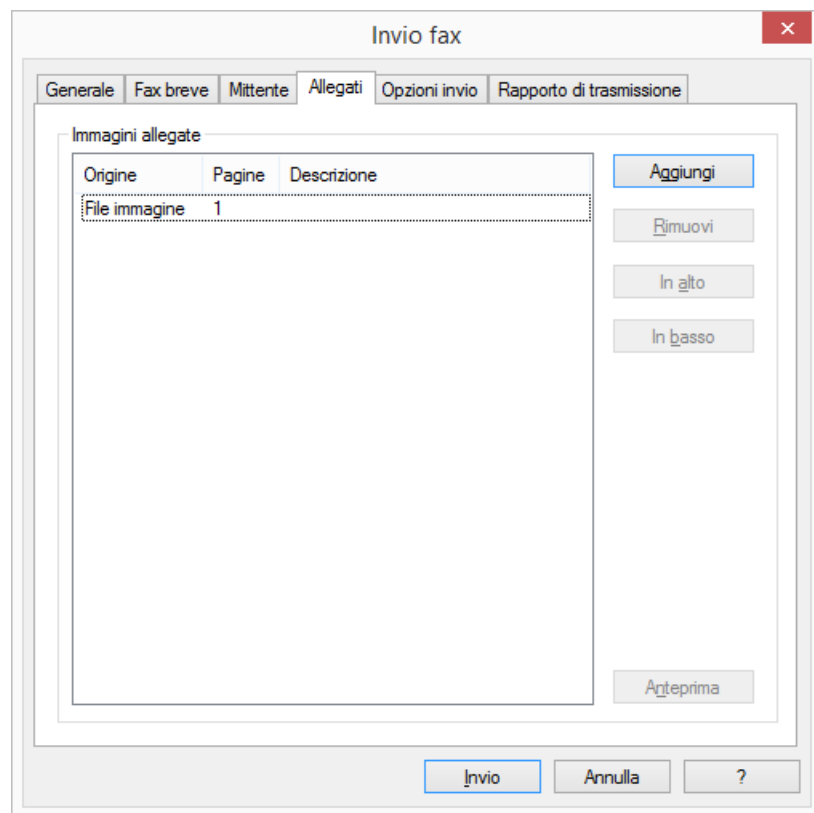 Invio fax
Generale Fax breve Mittente Allegati Opzioni invio Rapporto di trasmissione
Immagini allegate
Origine Pagine Descrizione
File immagine 1
Aggiungi
Rimuovi
In alto
In basso
Anteprima
Invio Annulla ?